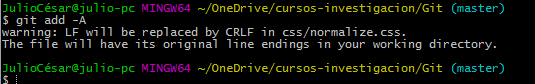 JulioCésar@julio-pc MINGW64 ~/OneDrive/cursos-investigacion/Git (master)
$ git add -A
warning: LF will be replaced by CRLF in css/normalize.css.
The file will have its original line endings in your working directory.
JulioCésar@julio-pc MINGW64 ~/OneDrive/cursos-investigacion/Git (master)
$